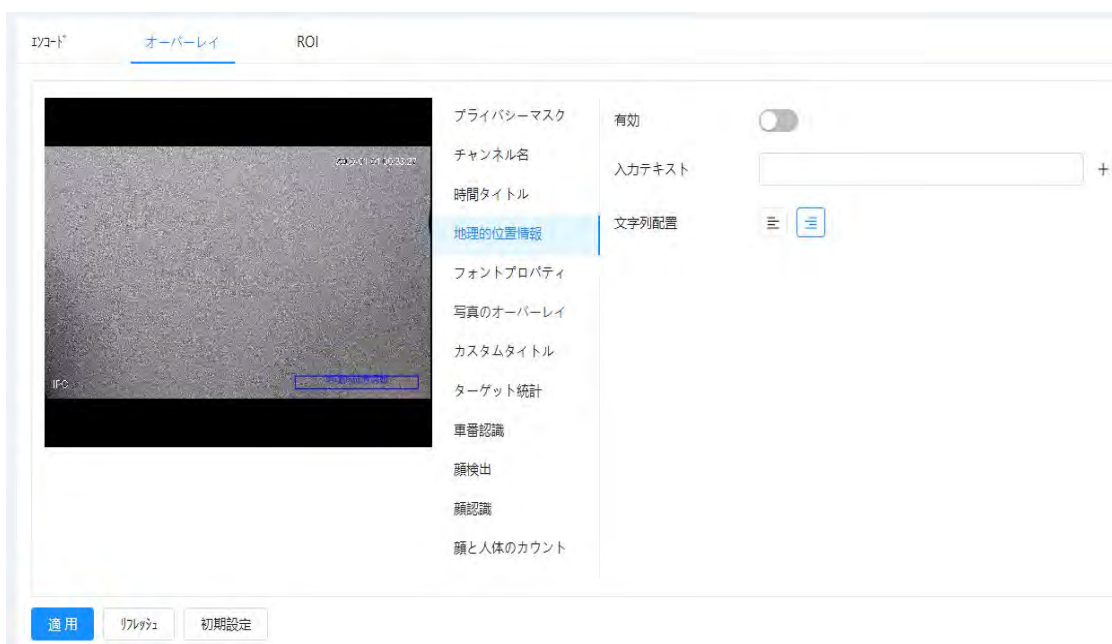 ｴﾝｺｰﾄﾞ
オーバーレイ
ROI
プライバシーマスク
チャンネル名
時間タイトル
地理的位置情報
フォントプロパティ
写真のオーバーレイ
カスタムタイトル
ターゲット統計
車番認識
顔検出
顔認識
顔と人体のカウント
有効
入力テキスト
+
文字列配置
IPC
適用
ﾘﾌﾚｯｼｭ
初期設定